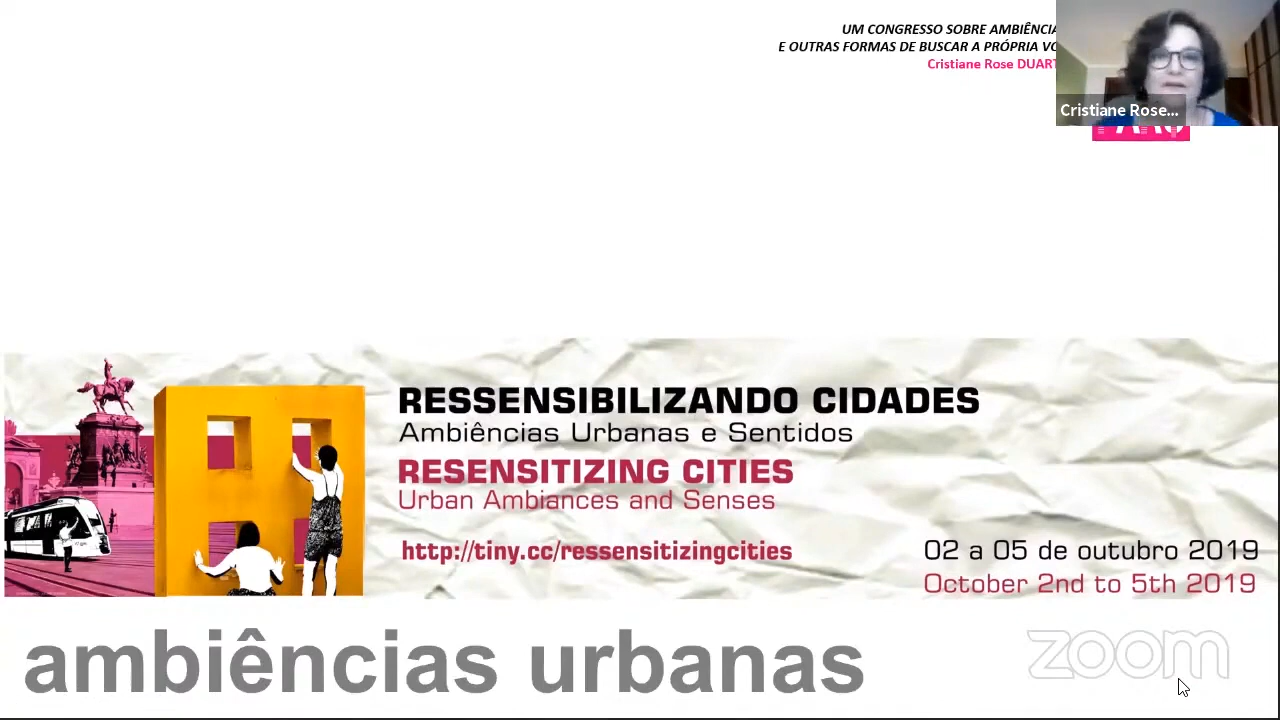 UM CONGRESSO SOBRE AMBIÊNCIA
E OUTRAS FORMAS DE BUSCAR A PRÓPRIA
Cristiane Rose DUART
Cristiane Rose...
RESSENSIBILIZANDO CIDADES
Ambiências Urbanas e Sentidos
RESENSITIZING CITIES
Urban Ambiances and Senses
http://tiny.cc/ressensitizingcities
02 a 05 de outubro 2019
October 2nd to 5th 2019
ambiências urbanas
zoom